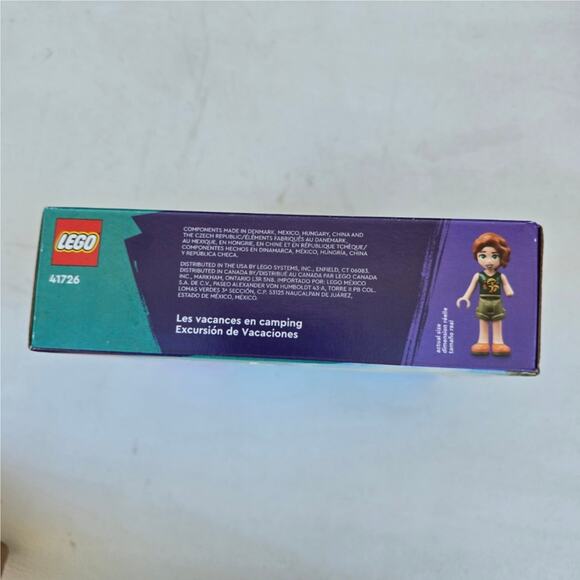 LEGO
41726
COMPONENTS MADE IN DENMARK, MEXICO, HUNGARY, CHINA AND
THE CZECH REPUBLIC/ÉLÉMENTS FABRIQUÉS AU DANEMARK,
AU MEXIQUE, EN HONGRIE, EN CHINE ET EN RÉPUBLIQUE TCHÈQUE/
COMPONENTES HECHOS EN DINAMARCA, MÉXICO, HUNGRÍA, CHINA
Y REPÚBLICA CHECA.
DISTRIBUTED IN THE USA BY LEGO SYSTEMS, INC., ENFIELD, CT 06083.
DISTRIBUTED IN CANADA BY/DISTRIBUÉ AU CANADA PAR LEGO CANADA
INC., MARKHAM, ONTARIO L3R 5N8. IMPORTADO POR: LEGO MÉXICO
S.A. DE C.V., PASEO ALEXANDER VON HUMBOLDT 43 A, TORRE II PB COL.
LOMAS VERDES 3ª SECCIÓN, C.P. 53125 NAUCALPAN DE JUÁREZ,
ESTADO DE MÉXICO, MÉXICO.
Les vacances en camping
Excursión de Vacaciones
actual size
dimension réelle
tamaño real